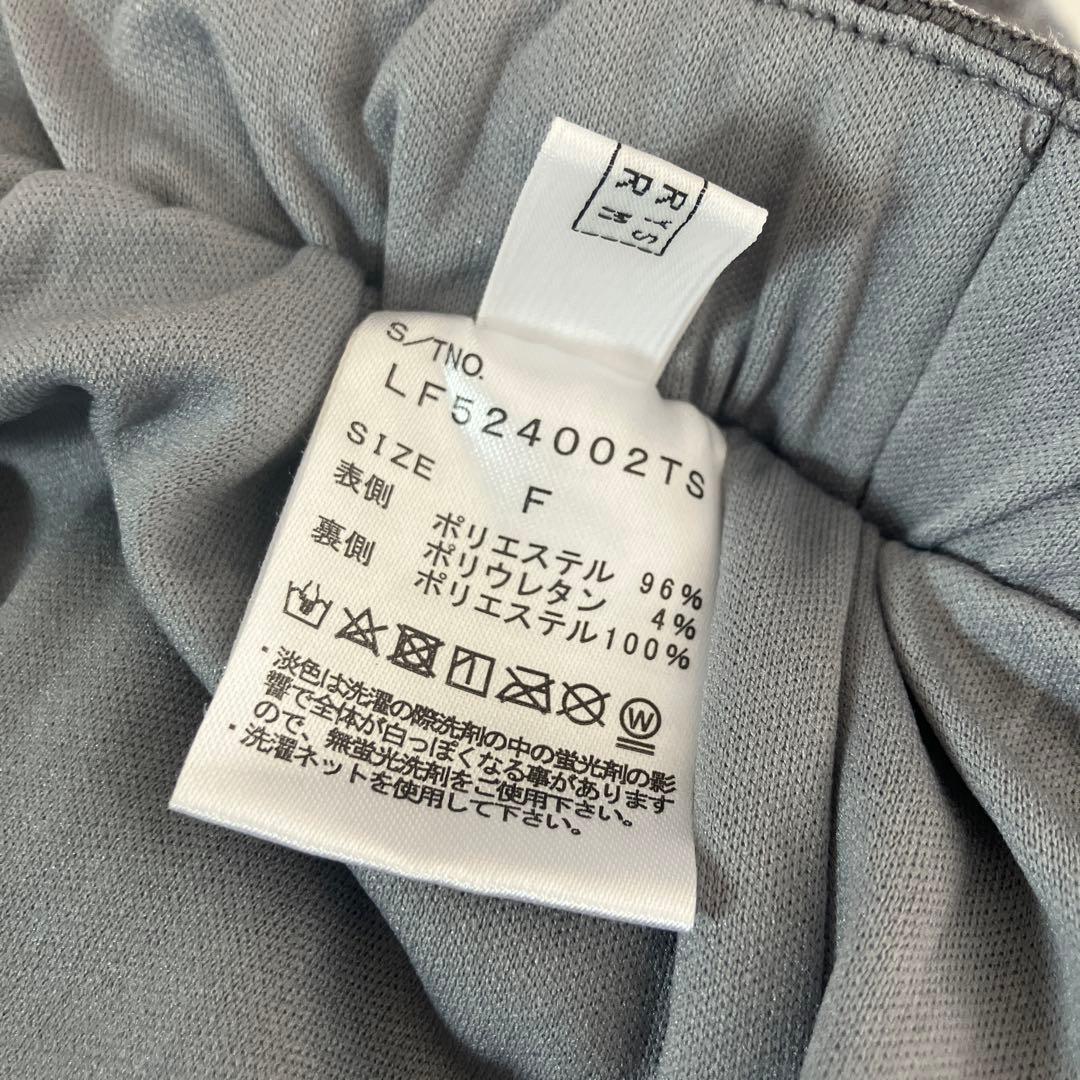 S/TNO.
LF524002TS
SIZE F
表側 ポリエステル 96%
ポリウレタン 4%
裏側 ポリエステル100%
W
・淡色は洗濯の際洗剤の中の蛍光剤の影
響で全体が白っぽくなる事があります
ので、無蛍光洗剤をご使用下さい。
・洗濯ネットを使用して下さい。